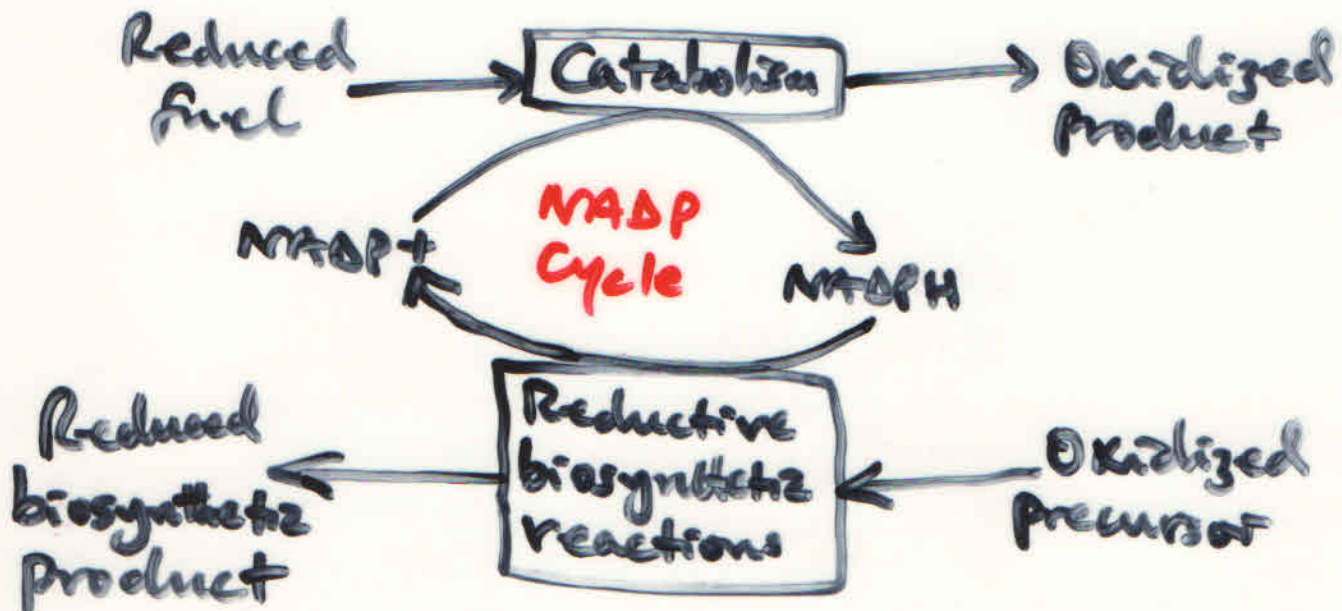 Reduced
fuel
Catabolism
Oxidized
product
NADP+
NADP
Cycle
NADPH
Reduced
biosynthetic
product
Reductive
biosynthetic
reactions
Oxidized
precursor